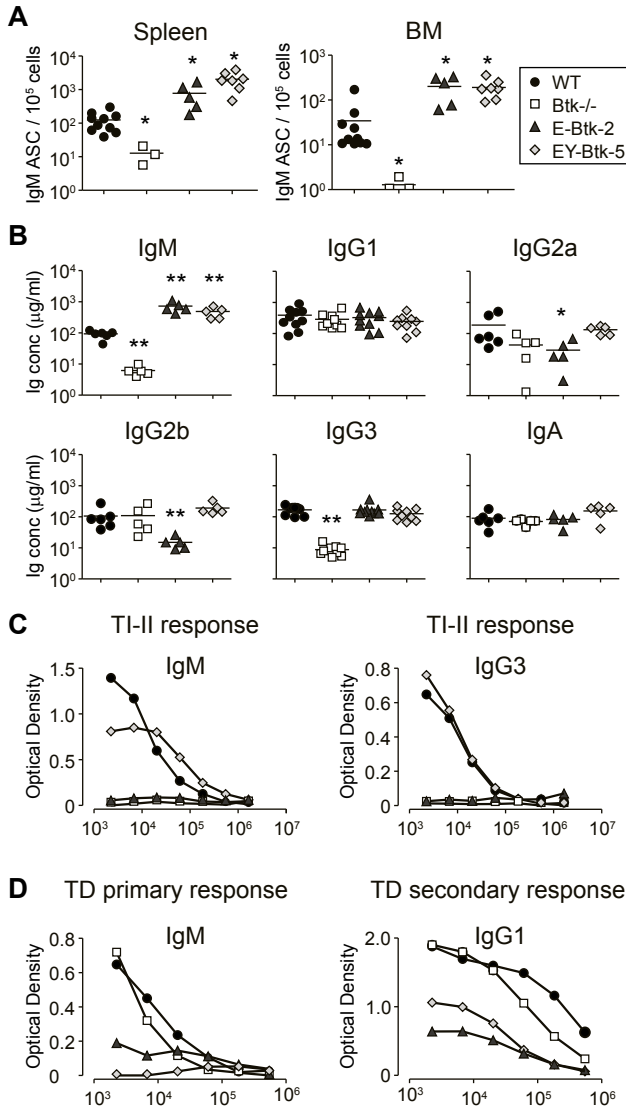 A
Spleen
BM
IgM ASC / 10⁵ cells
10⁴
10³
10²
10¹
10⁰
*
*
*
IgM ASC / 10⁵ cells
10³
10²
10¹
10⁰
*
*
*
WT
Btk-/-
E-Btk-2
EY-Btk-5
B
IgM
IgG1
IgG2a
Ig conc (µg/ml)
10⁴
10³
10²
10¹
10⁰
**
**
**
*
IgG2b
IgG3
IgA
Ig conc (µg/ml)
10⁴
10³
10²
10¹
10⁰
**
**
C
TI-II response
IgM
Optical Density
1.5
1.0
0.5
0
10³ 10⁴ 10⁵ 10⁶ 10⁷
TI-II response
IgG3
Optical Density
0.8
0.6
0.4
0.2
0
10³ 10⁴ 10⁵ 10⁶ 10⁷
D
TD primary response
IgM
Optical Density
0.8
0.6
0.4
0.2
0
10³ 10⁴ 10⁵ 10⁶
TD secondary response
IgG1
Optical Density
2.0
1.0
0
10³ 10⁴ 10⁵ 10⁶